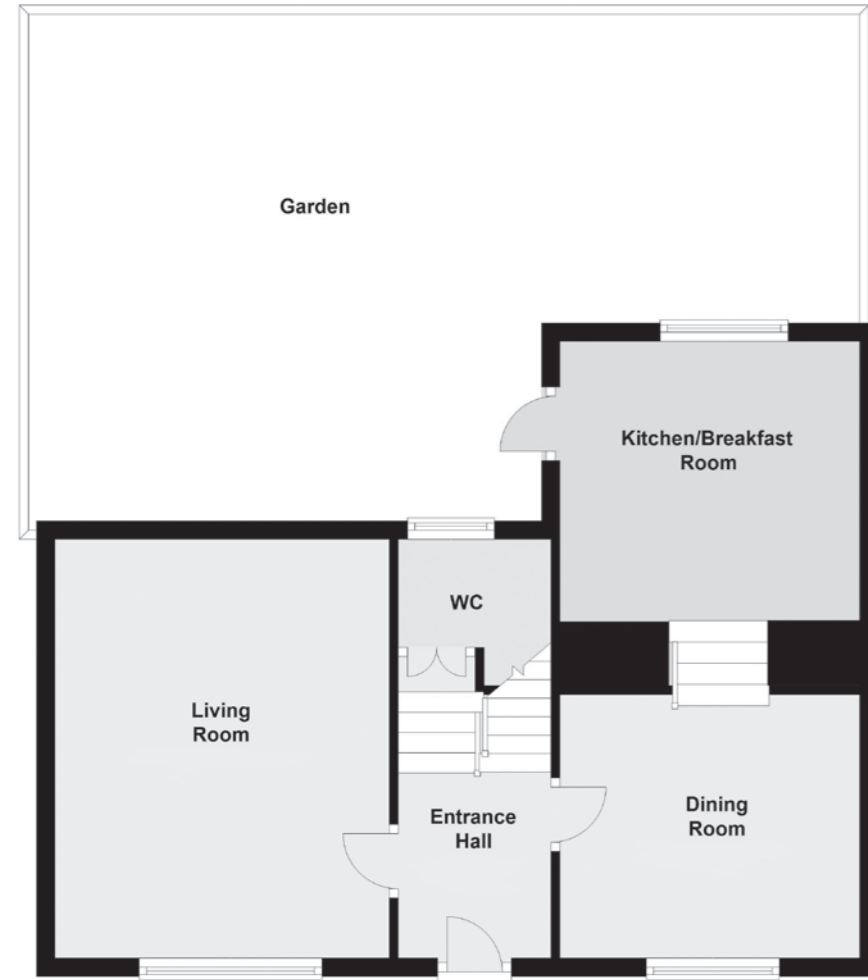 Garden
Kitchen/Breakfast
Room
WC
Living
Room
Entrance
Hall
Dining
Room